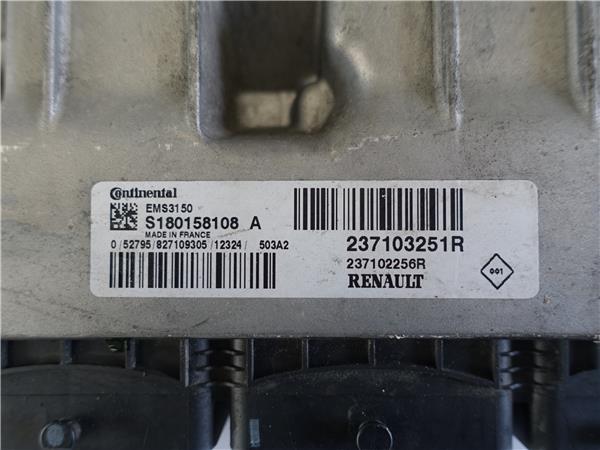 Continental
EMS3150
S180158108 A
MADE IN FRANCE
0 /52795/827109305/12324/ 503A2
237103251R
237102256R
RENAULT
001